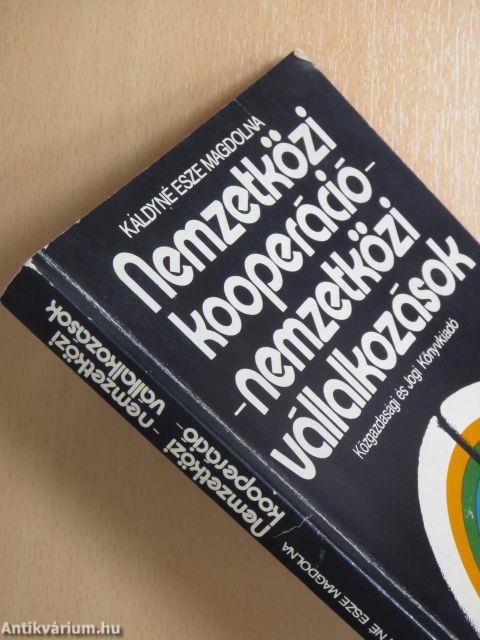 KÁLDYNÉ ESZE MAGDOLNA
Nemzetközi
kooperáció-
-nemzetközi
vállalkozások
Közgazdasági és Jogi Könyvkiadó
NÉ ESZE MAGDOLNA
Nemzetközi
kooperáció-
-nemzetközi
vállalkozások
Antikvárium.hu